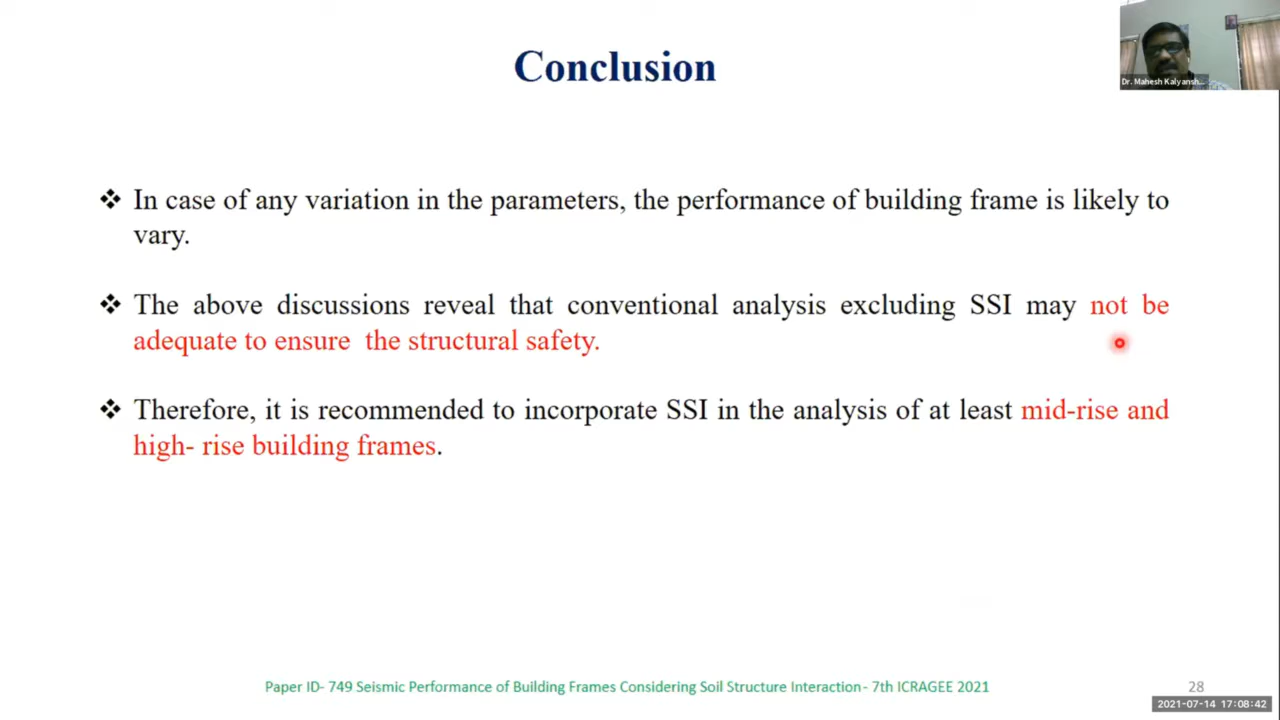 Conclusion
Dr. Mahesh Kalyansh...
❖ In case of any variation in the parameters, the performance of building frame is likely to
vary.
❖ The above discussions reveal that conventional analysis excluding SSI may not be
adequate to ensure the structural safety.
❖ Therefore, it is recommended to incorporate SSI in the analysis of at least mid-rise and
high- rise building frames.
Paper ID- 749 Seismic Performance of Building Frames Considering Soil Structure Interaction- 7th ICRAGEE 2021
28
2021-07-14 17:08:42